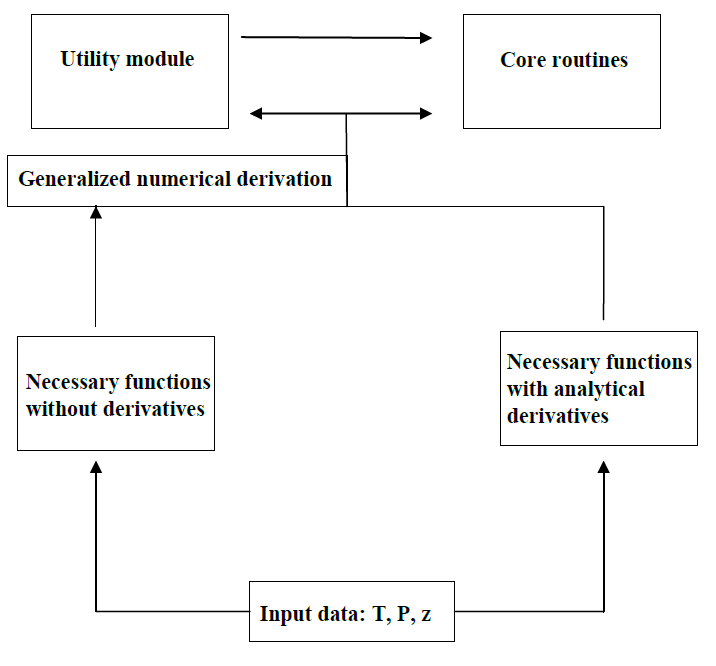 Utility module
Core routines
Generalized numerical derivation
Necessary functions
without derivatives
Necessary functions
with analytical
derivatives
Input data: T, P, z